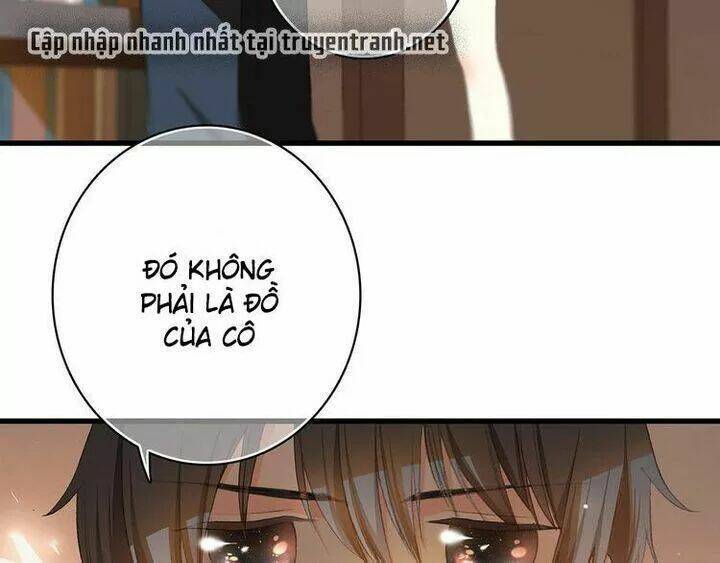 Cập nhập nhanh nhất tại truyentranh.net
ĐÓ KHÔNG
PHẢI LÀ ĐỒ
CỦA CÔ